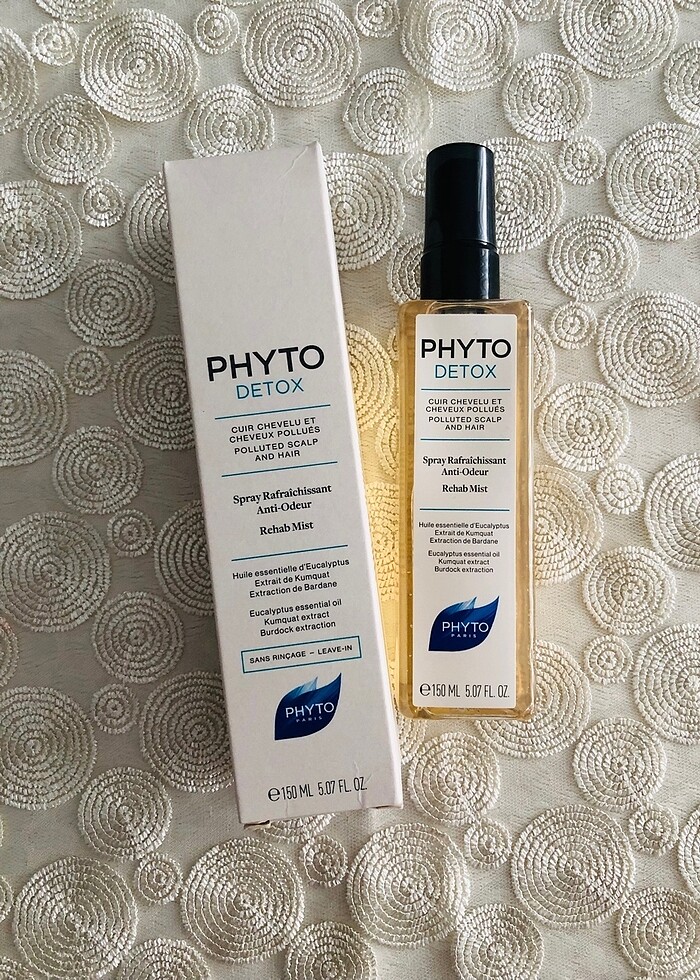 PHYTO
DETOX
CUIR CHEVELU ET
CHEVEUX POLLUÉS
POLLUTED SCALP
AND HAIR
Spray Rafraîchissant
Anti-Odeur
Rehab Mist
Huile essentielle d'Eucalyptus
Extrait de Kumquat
Extraction de Bardane
Eucalyptus essential oil
Kumquat extract
Burdock extraction
SANS RINÇAGE – LEAVE-IN
PHYTO
PARIS
℮150 ML 5.07 FL. OZ.
PHYTO
DETOX
CUIR CHEVELU ET
CHEVEUX POLLUÉS
POLLUTED SCALP
AND HAIR
Spray Rafraîchissant
Anti-Odeur
Rehab Mist
Huile essentielle d'Eucalyptus
Extrait de Kumquat
Extraction de Bardane
Eucalyptus essential oil
Kumquat extract
Burdock extraction
PHYTO
PARIS
℮150 ML 5.07 FL. OZ.